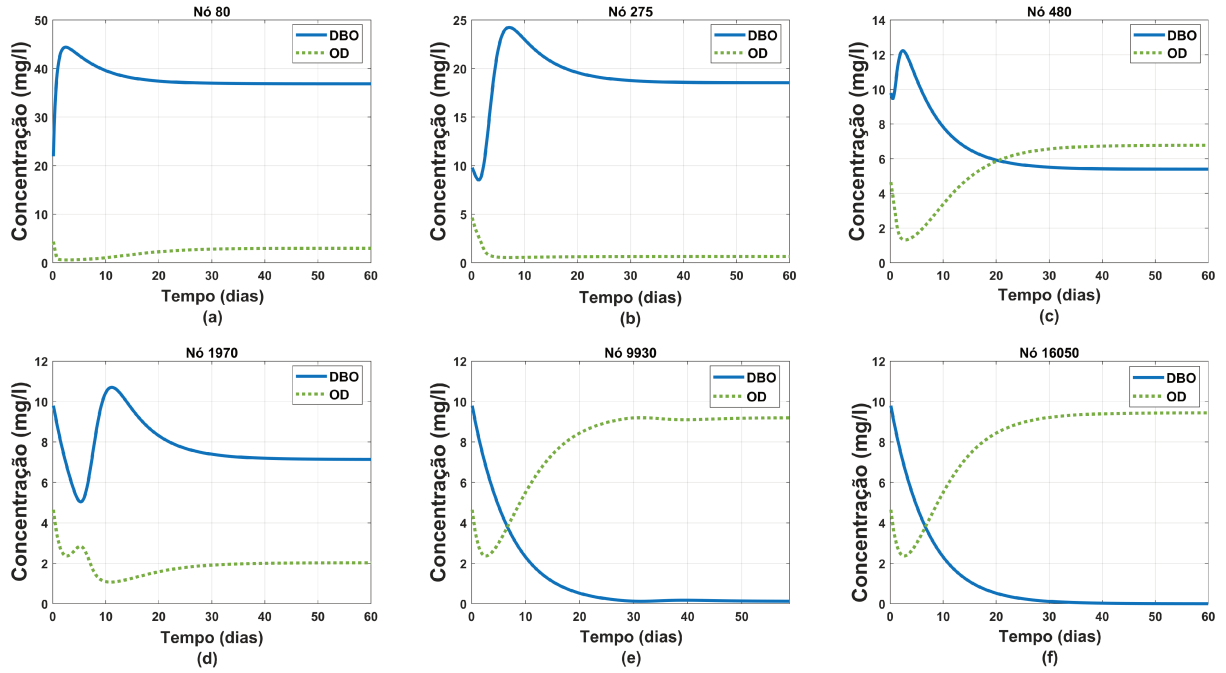 Nó 80
Concentração (mg/l)
50
40
30
20
10
0
DBO
OD
0 10 20 30 40 50 60
Tempo (dias)
(a)
Nó 275
Concentração (mg/l)
25
20
15
10
5
0
DBO
OD
0 10 20 30 40 50 60
Tempo (dias)
(b)
Nó 480
Concentração (mg/l)
14
12
10
8
6
4
2
0
DBO
OD
0 10 20 30 40 50 60
Tempo (dias)
(c)
Nó 1970
Concentração (mg/l)
12
10
8
6
4
2
0
DBO
OD
0 10 20 30 40 50 60
Tempo (dias)
(d)
Nó 9930
Concentração (mg/l)
12
10
8
6
4
2
0
DBO
OD
0 10 20 30 40 50
Tempo (dias)
(e)
Nó 16050
Concentração (mg/l)
12
10
8
6
4
2
0
DBO
OD
0 10 20 30 40 50 60
Tempo (dias)
(f)